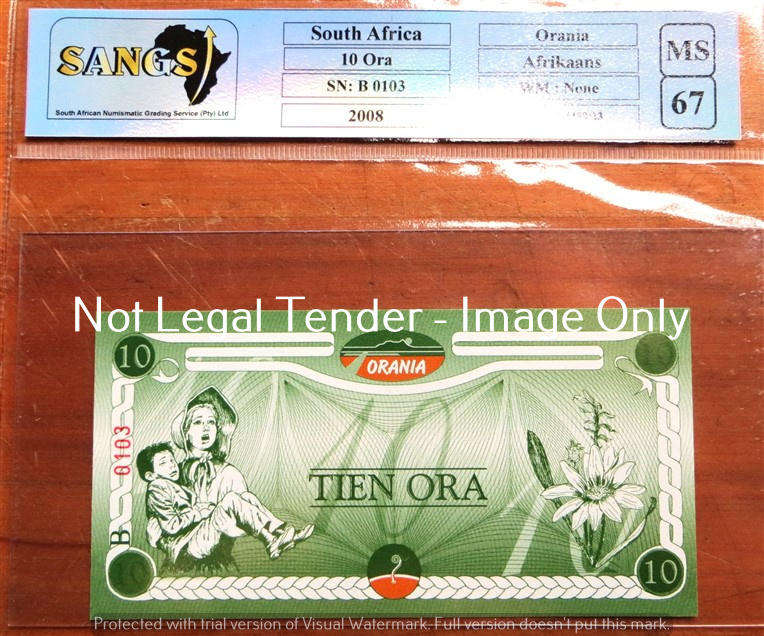 SANGS
South African Numismatic Grading Service (Pty) Ltd
South Africa
10 Ora
SN: B 0103
2008
Orania
Afrikaans
WM : None
MS
67
Not Legal Tender - Image Only
10
ORANIA
10
TIEN ORA
B 0103
10
Protected with trial version of Visual Watermark. Full version doesn't put this mark.